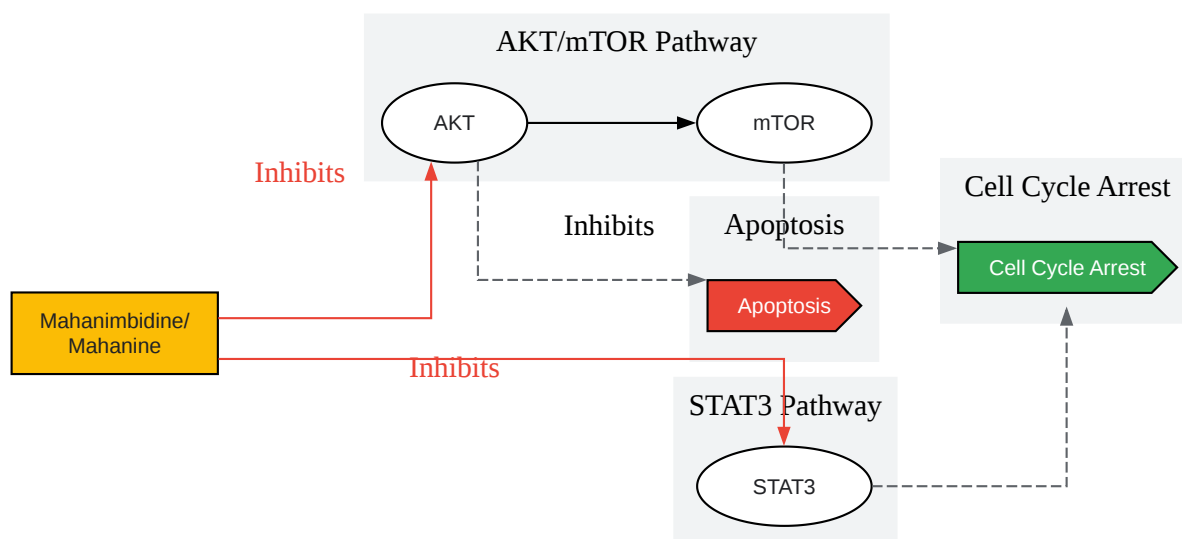 AKT/mTOR Pathway
AKT
mTOR
Inhibits
Cell Cycle Arrest
Inhibits
Apoptosis
Cell Cycle Arrest
Apoptosis
Mahanimbidine/
Mahanine
Inhibits
STAT3 Pathway
STAT3